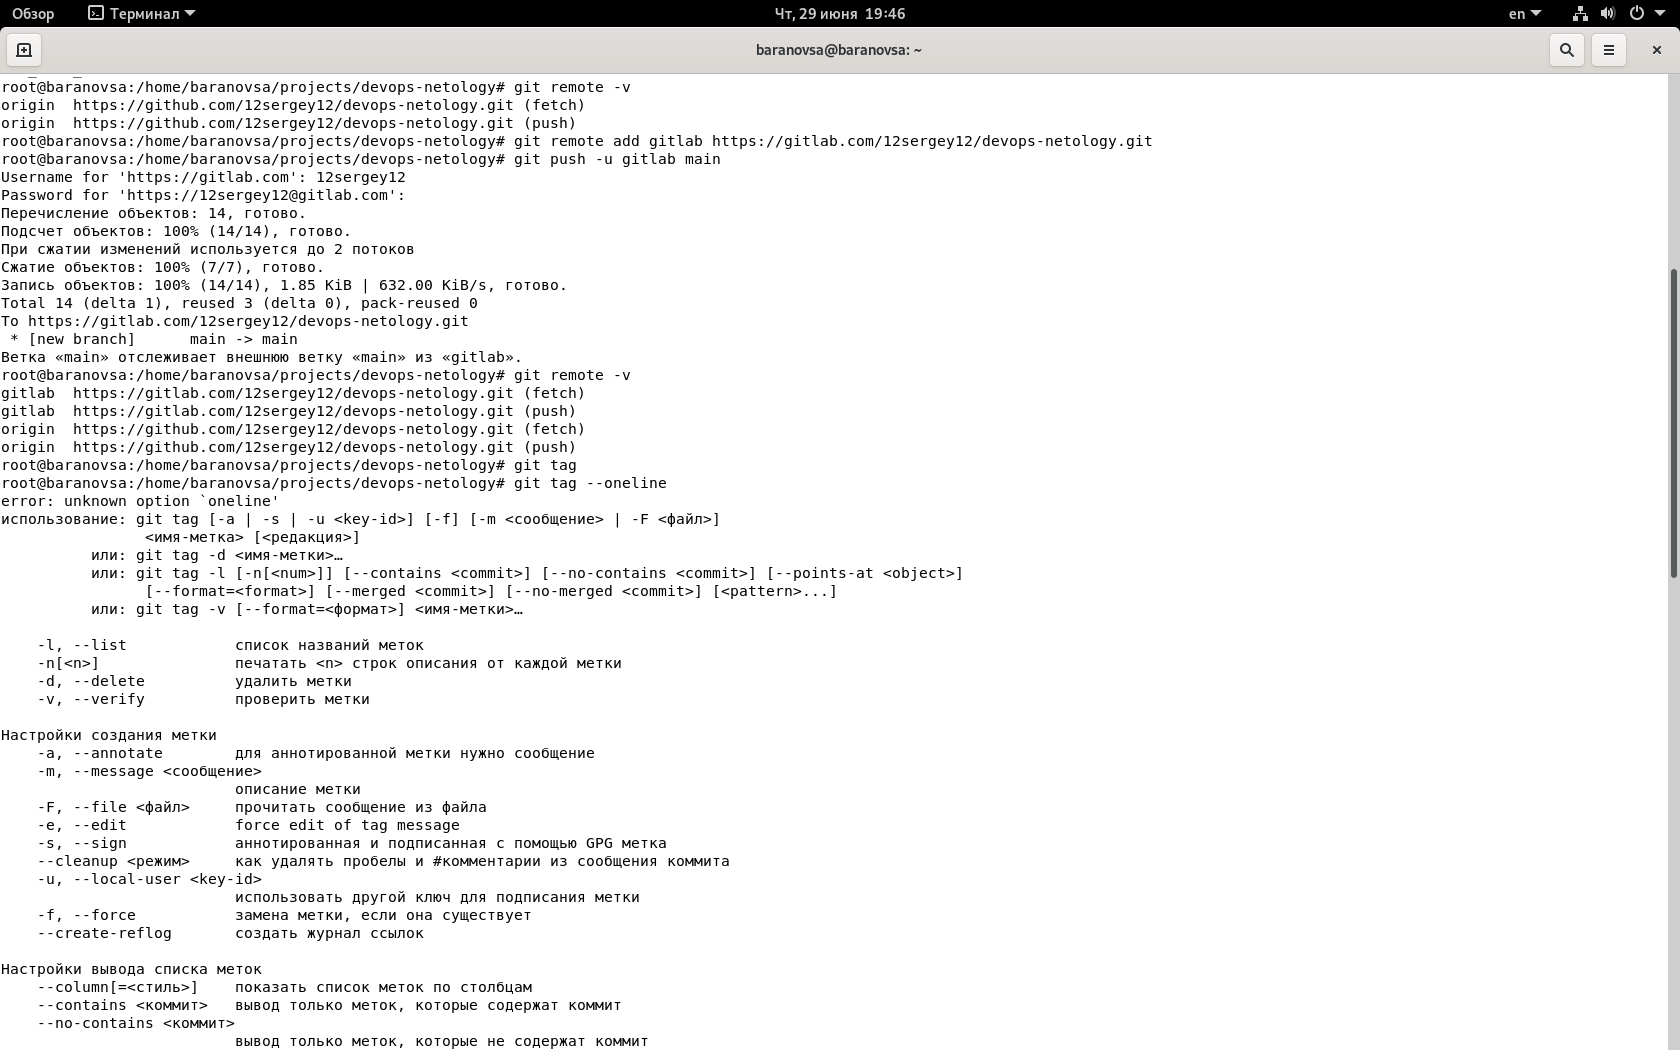 Обзор Терминал Чт, 29 июня 19:46 en
baranovsa@baranovsa: ~
root@baranovsa:/home/baranovsa/projects/devops-netology# git remote -v
origin  https://github.com/12sergey12/devops-netology.git (fetch)
origin  https://github.com/12sergey12/devops-netology.git (push)
root@baranovsa:/home/baranovsa/projects/devops-netology# git remote add gitlab https://gitlab.com/12sergey12/devops-netology.git
root@baranovsa:/home/baranovsa/projects/devops-netology# git push -u gitlab main
Username for 'https://gitlab.com': 12sergey12
Password for 'https://12sergey12@gitlab.com':
Перечисление объектов: 14, готово.
Подсчет объектов: 100% (14/14), готово.
При сжатии изменений используется до 2 потоков
Сжатие объектов: 100% (7/7), готово.
Запись объектов: 100% (14/14), 1.85 KiB | 632.00 KiB/s, готово.
Total 14 (delta 1), reused 3 (delta 0), pack-reused 0
To https://gitlab.com/12sergey12/devops-netology.git
 * [new branch]      main -> main
Ветка «main» отслеживает внешнюю ветку «main» из «gitlab».
root@baranovsa:/home/baranovsa/projects/devops-netology# git remote -v
gitlab  https://gitlab.com/12sergey12/devops-netology.git (fetch)
gitlab  https://gitlab.com/12sergey12/devops-netology.git (push)
origin  https://github.com/12sergey12/devops-netology.git (fetch)
origin  https://github.com/12sergey12/devops-netology.git (push)
root@baranovsa:/home/baranovsa/projects/devops-netology# git tag
root@baranovsa:/home/baranovsa/projects/devops-netology# git tag --oneline
error: unknown option `oneline'
использование: git tag [-a | -s | -u <key-id>] [-f] [-m <сообщение> | -F <файл>]
                <имя-метка> [<редакция>]
          или: git tag -d <имя-метки>…
          или: git tag -l [-n[<num>]] [--contains <commit>] [--no-contains <commit>] [--points-at <object>]
                [--format=<format>] [--merged <commit>] [--no-merged <commit>] [<pattern>...]
          или: git tag -v [--format=<формат>] <имя-метки>…
    -l, --list            список названий меток
    -n[<n>]               печатать <n> строк описания от каждой метки
    -d, --delete          удалить метки
    -v, --verify          проверить метки
Настройки создания метки
    -a, --annotate        для аннотированной метки нужно сообщение
    -m, --message <сообщение>
                          описание метки
    -F, --file <файл>     прочитать сообщение из файла
    -e, --edit            force edit of tag message
    -s, --sign            аннотированная и подписанная с помощью GPG метка
    --cleanup <режим>     как удалять пробелы и #комментарии из сообщения коммита
    -u, --local-user <key-id>
                          использовать другой ключ для подписания метки
    -f, --force           замена метки, если она существует
    --create-reflog       создать журнал ссылок
Настройки вывода списка меток
    --column[=<стиль>]    показать список меток по столбцам
    --contains <коммит>   вывод только меток, которые содержат коммит
    --no-contains <коммит>
                          вывод только меток, которые не содержат коммит